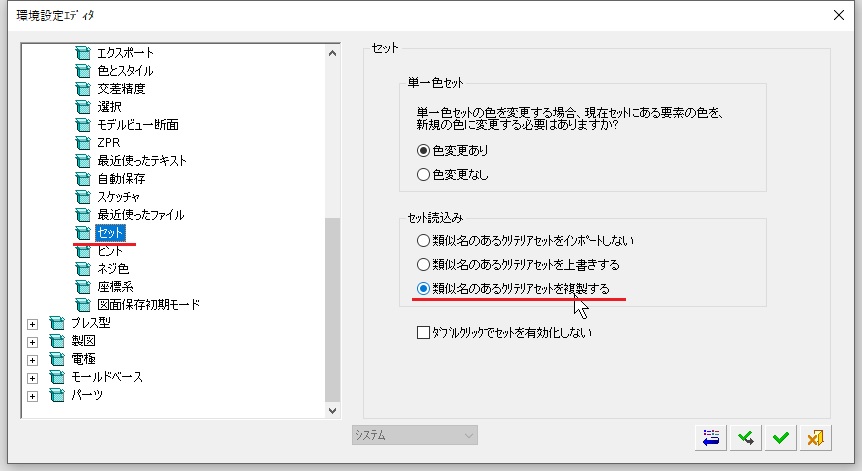 環境設定ｴﾃﾞｨﾀ
エクスポート
色とスタイル
交差精度
選択
モデルビュー断面
ZPR
最近使ったテキスト
自動保存
スケッチャ
最近使ったファイル
セット
ヒント
ネジ色
座標系
図面保存初期モード
プレス型
製図
電極
モールドベース
パーツ
セット
単一色セット
単一色セットの色を変更する場合、現在セットにある要素の色を、
新規の色に変更する必要はありますか?
色変更あり
色変更なし
セット読込み
類似名のあるクリテリアセットをインポートしない
類似名のあるクリテリアセットを上書きする
類似名のあるクリテリアセットを複製する
ダブルクリックでセットを有効化しない
システム